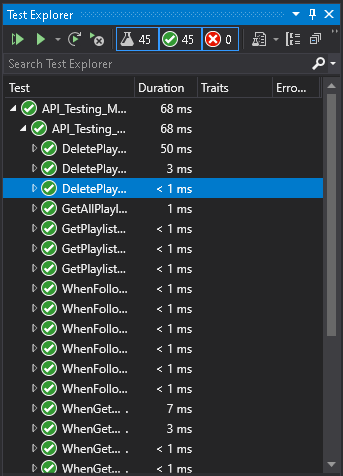 Test Explorer
45 45 0
Search Test Explorer
Test Duration Traits Erro...
API_Testing_M... 68 ms
API_Testing_... 68 ms
DeletePlay... 50 ms
DeletePlay... 3 ms
DeletePlay... < 1 ms
GetAllPlayl... 1 ms
GetPlaylist... < 1 ms
GetPlaylist... < 1 ms
GetPlaylist... < 1 ms
WhenFollo... < 1 ms
WhenFollo... < 1 ms
WhenFollo... < 1 ms
WhenFollo... < 1 ms
WhenFollo... < 1 ms
WhenFollo... < 1 ms
WhenGet... . 7 ms
WhenGet... . 3 ms
WhenGet... . < 1 ms
WhenGet... . < 1 ms